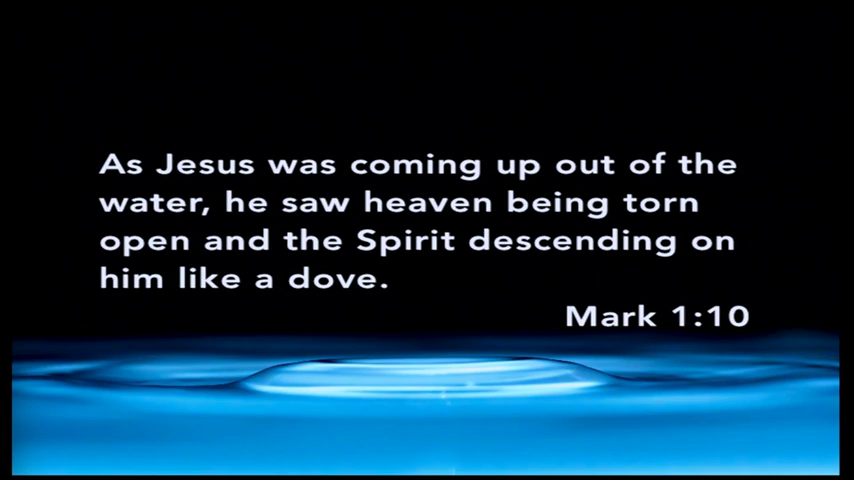 As Jesus was coming up out of the
water, he saw heaven being torn
open and the Spirit descending on
him like a dove.
Mark 1:10